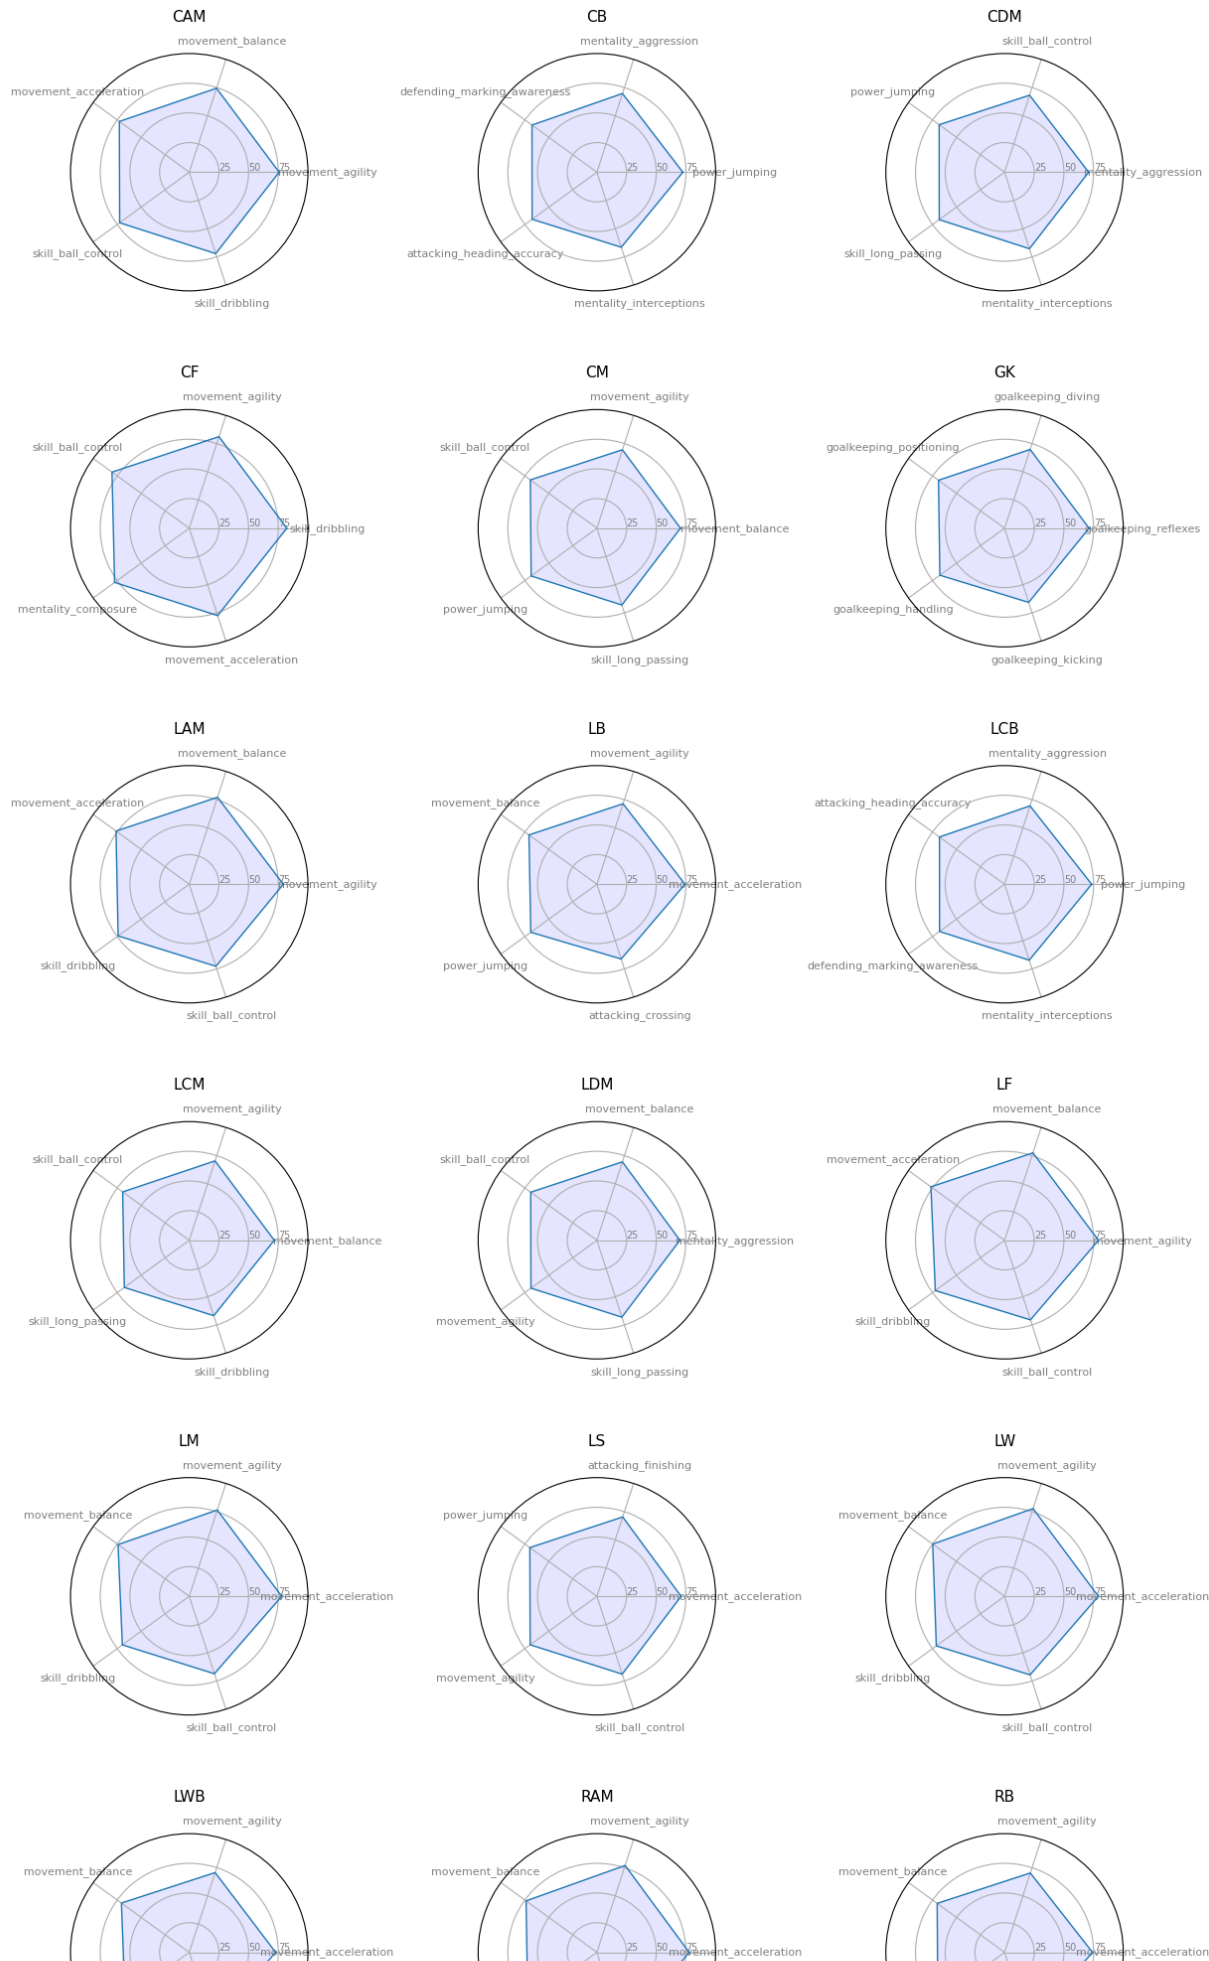 CAM
movement_balance
movement_acceleration
25 50 75
movement_agility
skill_ball_control
skill_dribbling
CB
mentality_aggression
defending_marking_awareness
25 50 75
power_jumping
attacking_heading_accuracy
mentality_interceptions
CDM
skill_ball_control
power_jumping
25 50 75
mentality_aggression
skill_long_passing
mentality_interceptions
CF
movement_agility
skill_ball_control
25 50 75
skill_dribbling
mentality_composure
movement_acceleration
CM
movement_agility
skill_ball_control
25 50 75
movement_balance
power_jumping
skill_long_passing
GK
goalkeeping_diving
goalkeeping_positioning
25 50 75
goalkeeping_reflexes
goalkeeping_handling
goalkeeping_kicking
LAM
movement_balance
movement_acceleration
25 50 75
movement_agility
skill_dribbling
skill_ball_control
LB
movement_agility
movement_balance
25 50 75
movement_acceleration
power_jumping
attacking_crossing
LCB
mentality_aggression
attacking_heading_accuracy
25 50 75
power_jumping
defending_marking_awareness
mentality_interceptions
LCM
movement_agility
skill_ball_control
25 50 75
movement_balance
skill_long_passing
skill_dribbling
LDM
movement_balance
skill_ball_control
25 50 75
mentality_aggression
movement_agility
skill_long_passing
LF
movement_balance
movement_acceleration
25 50 75
movement_agility
skill_dribbling
skill_ball_control
LM
movement_agility
movement_balance
25 50 75
movement_acceleration
skill_dribbling
skill_ball_control
LS
attacking_finishing
power_jumping
25 50 75
movement_acceleration
movement_agility
skill_ball_control
LW
movement_agility
movement_balance
25 50 75
movement_acceleration
skill_dribbling
skill_ball_control
LWB
movement_agility
movement_balance
25 50 75
movement_acceleration
RAM
movement_agility
movement_balance
25 50 75
movement_acceleration
RB
movement_agility
movement_balance
25 50 75
movement_acceleration